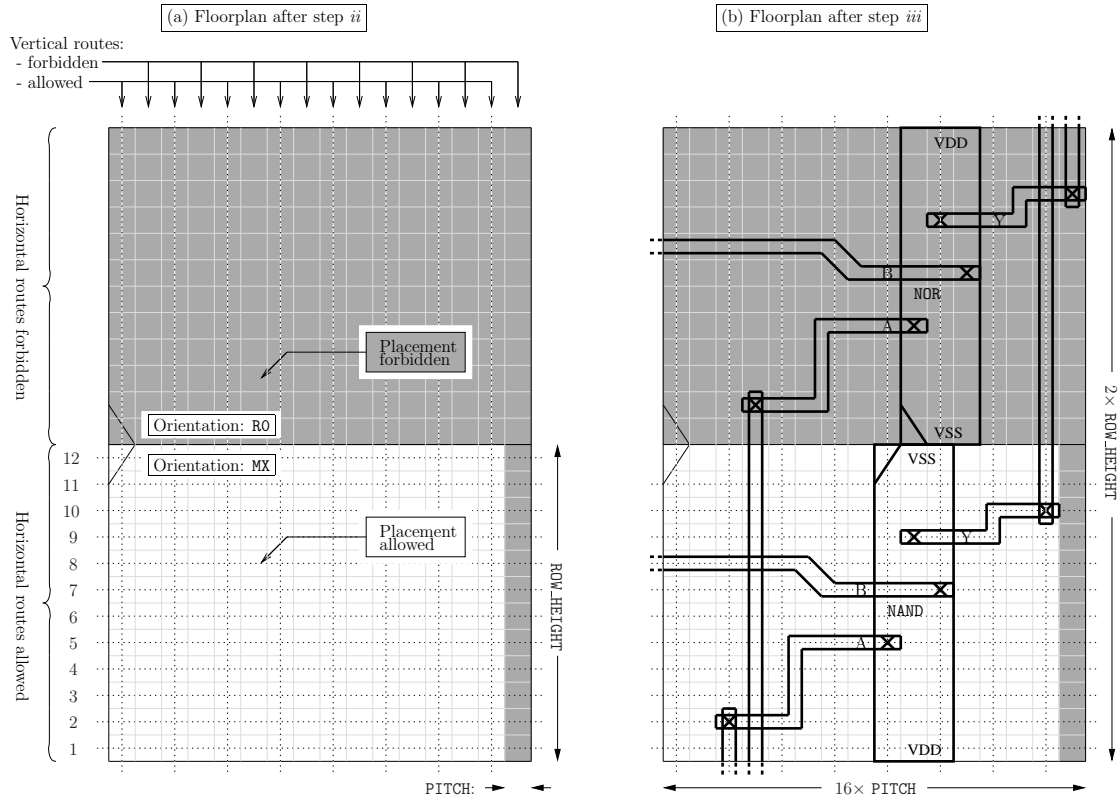 (a) Floorplan after step ii
Vertical routes:
- forbidden
- allowed
Horizontal routes forbidden
Horizontal routes allowed
Placement
forbidden
Orientation: R0
Orientation: MX
12
11
10
9
8
7
6
5
4
3
2
1
Placement
allowed
ROW_HEIGHT
PITCH:
(b) Floorplan after step iii
VDD
Y
B
NOR
A
VSS
VSS
Y
B
NAND
A
VDD
2× ROW_HEIGHT
16× PITCH